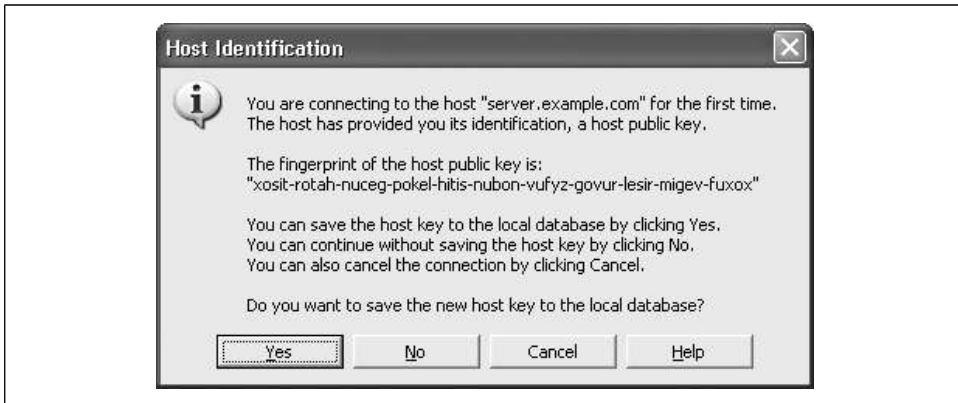 Host Identification
You are connecting to the host "server.example.com" for the first time.
The host has provided you its identification, a host public key.
The fingerprint of the host public key is:
"xosit-rotah-nuceg-pokel-hitis-nubon-vufyz-govur-lesir-migev-fuxox"
You can save the host key to the local database by clicking Yes.
You can continue without saving the host key by clicking No.
You can also cancel the connection by clicking Cancel.
Do you want to save the new host key to the local database?
Yes No Cancel Help